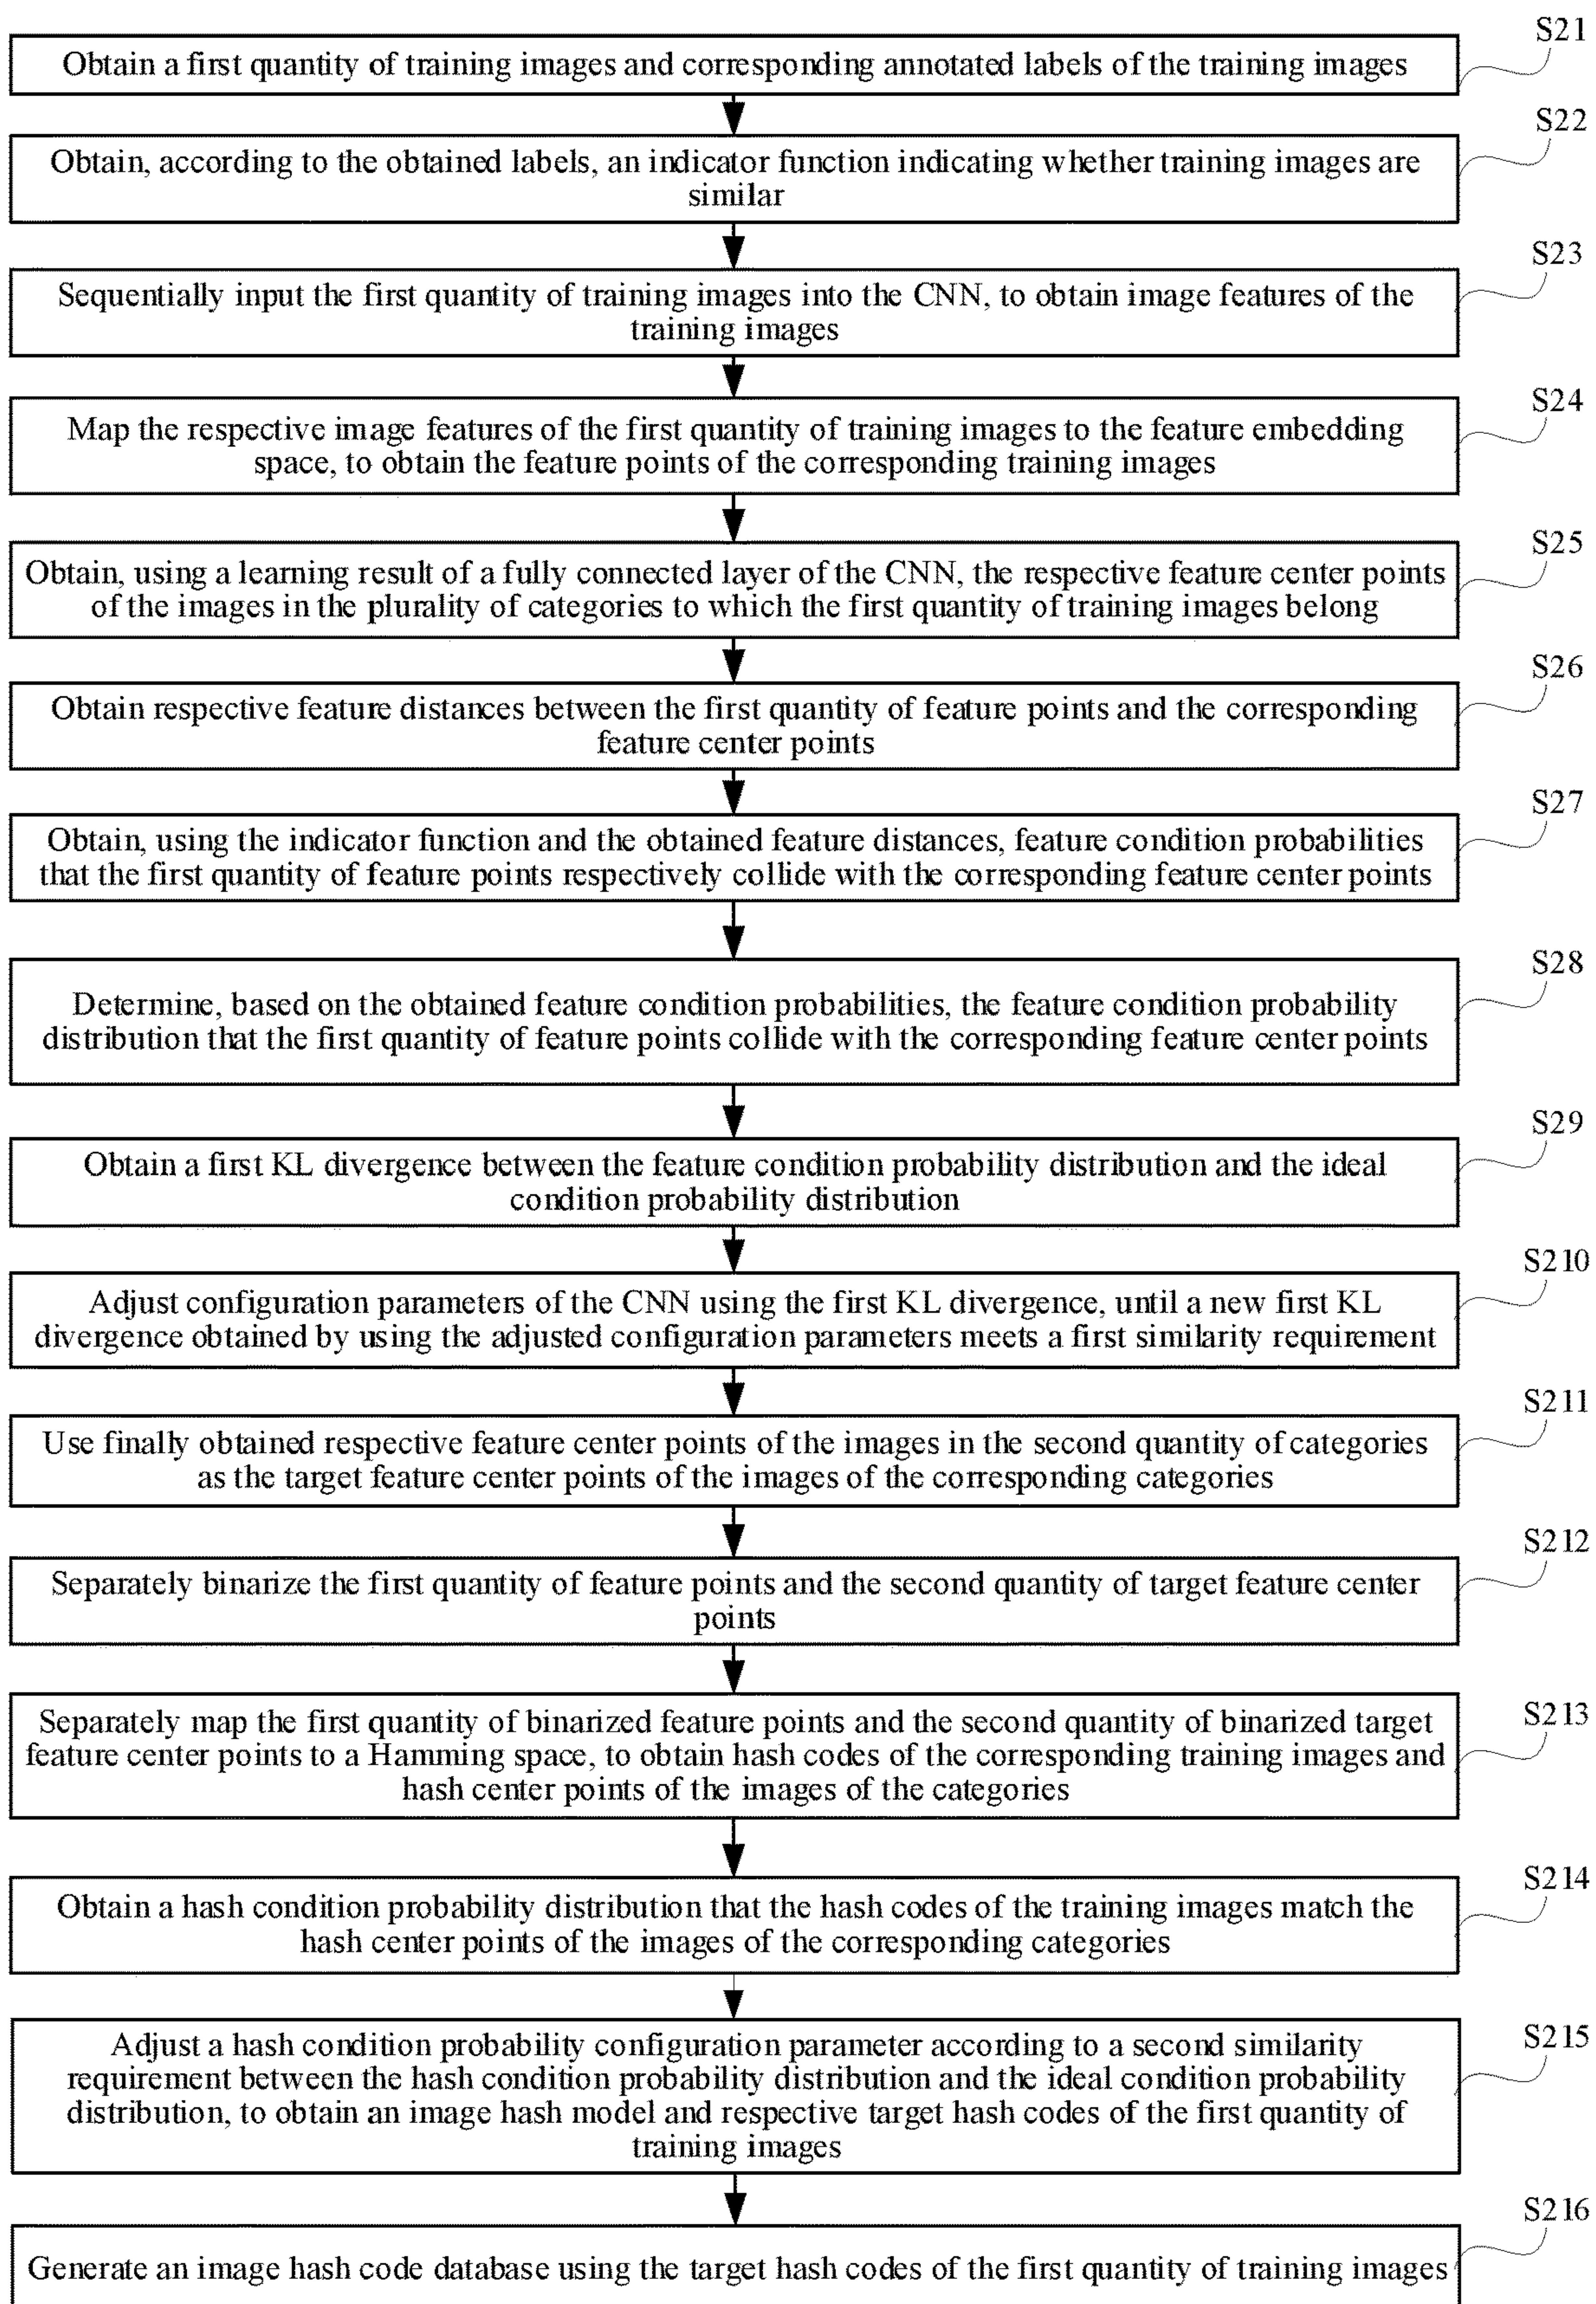 S21
Obtain a first quantity of training images and corresponding annotated labels of the training images
S22
Obtain, according to the obtained labels, an indicator function indicating whether training images are
similar
S23
Sequentially input the first quantity of training images into the CNN, to obtain image features of the
training images
S24
Map the respective image features of the first quantity of training images to the feature embedding
space, to obtain the feature points of the corresponding training images
S25
Obtain, using a learning result of a fully connected layer of the CNN, the respective feature center points
of the images in the plurality of categories to which the first quantity of training images belong
S26
Obtain respective feature distances between the first quantity of feature points and the corresponding
feature center points
S27
Obtain, using the indicator function and the obtained feature distances, feature condition probabilities
that the first quantity of feature points respectively collide with the corresponding feature center points
S28
Determine, based on the obtained feature condition probabilities, the feature condition probability
distribution that the first quantity of feature points collide with the corresponding feature center points
S29
Obtain a first KL divergence between the feature condition probability distribution and the ideal
condition probability distribution
S210
Adjust configuration parameters of the CNN using the first KL divergence, until a new first KL
divergence obtained by using the adjusted configuration parameters meets a first similarity requirement
S211
Use finally obtained respective feature center points of the images in the second quantity of categories
as the target feature center points of the images of the corresponding categories
S212
Separately binarize the first quantity of feature points and the second quantity of target feature center
points
S213
Separately map the first quantity of binarized feature points and the second quantity of binarized target
feature center points to a Hamming space, to obtain hash codes of the corresponding training images and
hash center points of the images of the categories
S214
Obtain a hash condition probability distribution that the hash codes of the training images match the
hash center points of the images of the corresponding categories
S215
Adjust a hash condition probability configuration parameter according to a second similarity
requirement between the hash condition probability distribution and the ideal condition probability
distribution, to obtain an image hash model and respective target hash codes of the first quantity of
training images
S216
Generate an image hash code database using the target hash codes of the first quantity of training images